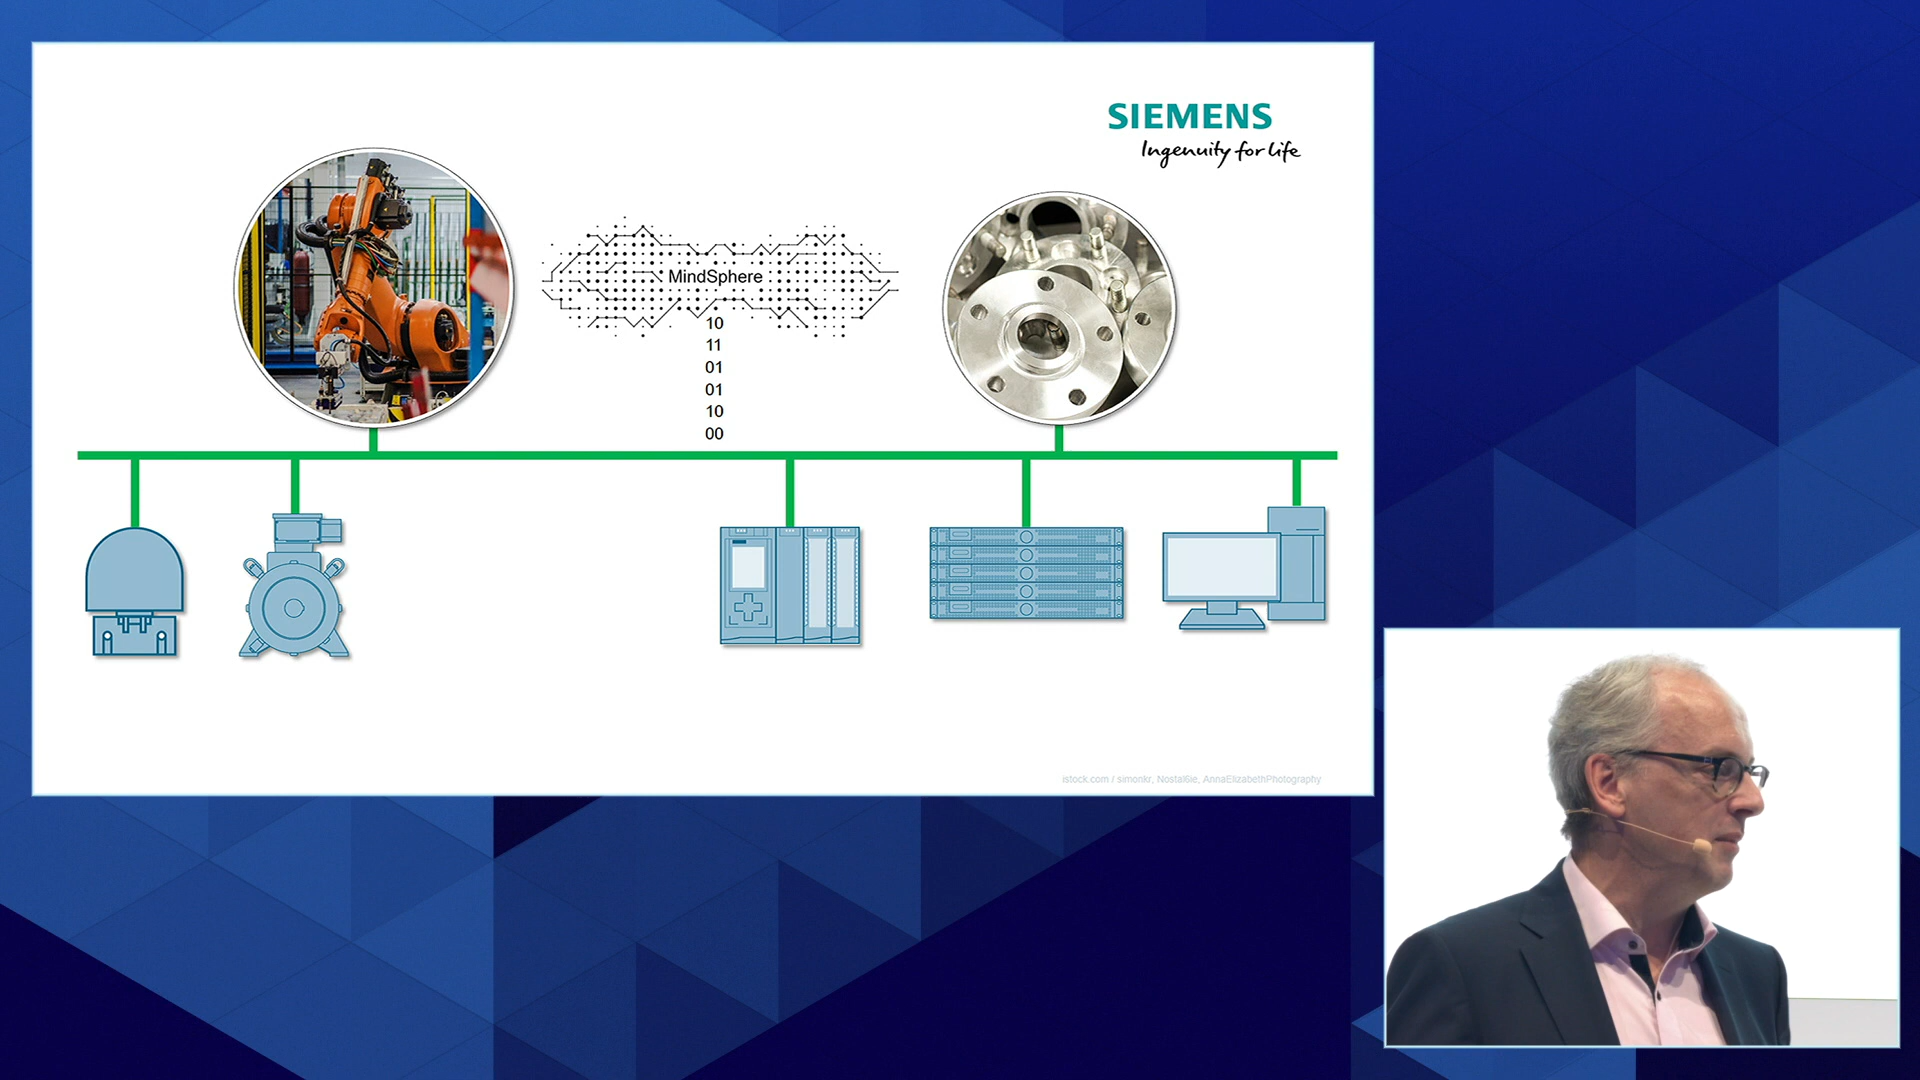 SIEMENS
Ingenuity for life
MindSphere
10
11
01
01
10
00
istock.com / simonkr, Nostal6ie, AnnaElizabethPhotography